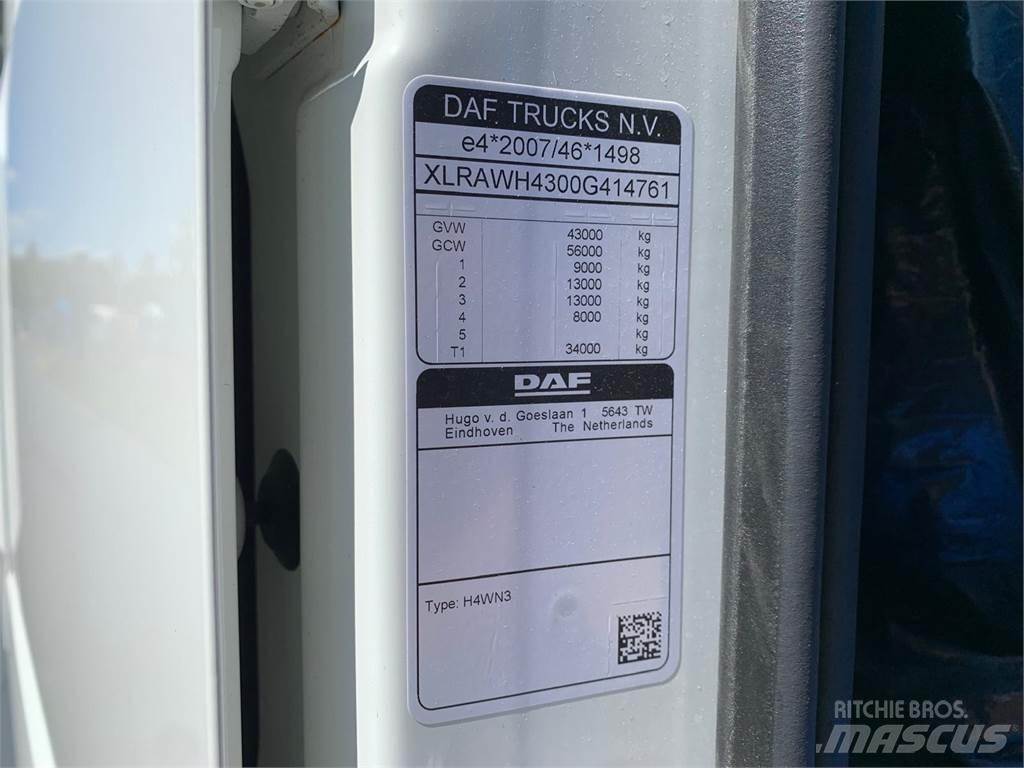 DAF TRUCKS N.V.
e4*2007/46*1498
XLRAWH4300G414761
GVW 43000 kg
GCW 56000 kg
1 9000 kg
2 13000 kg
3 13000 kg
4 8000 kg
5 kg
T1 34000 kg
DAF
Hugo v. d. Goeslaan 1 5643 TW
Eindhoven The Netherlands
Type: H4WN3
RITCHIE BROS.
MASCUS